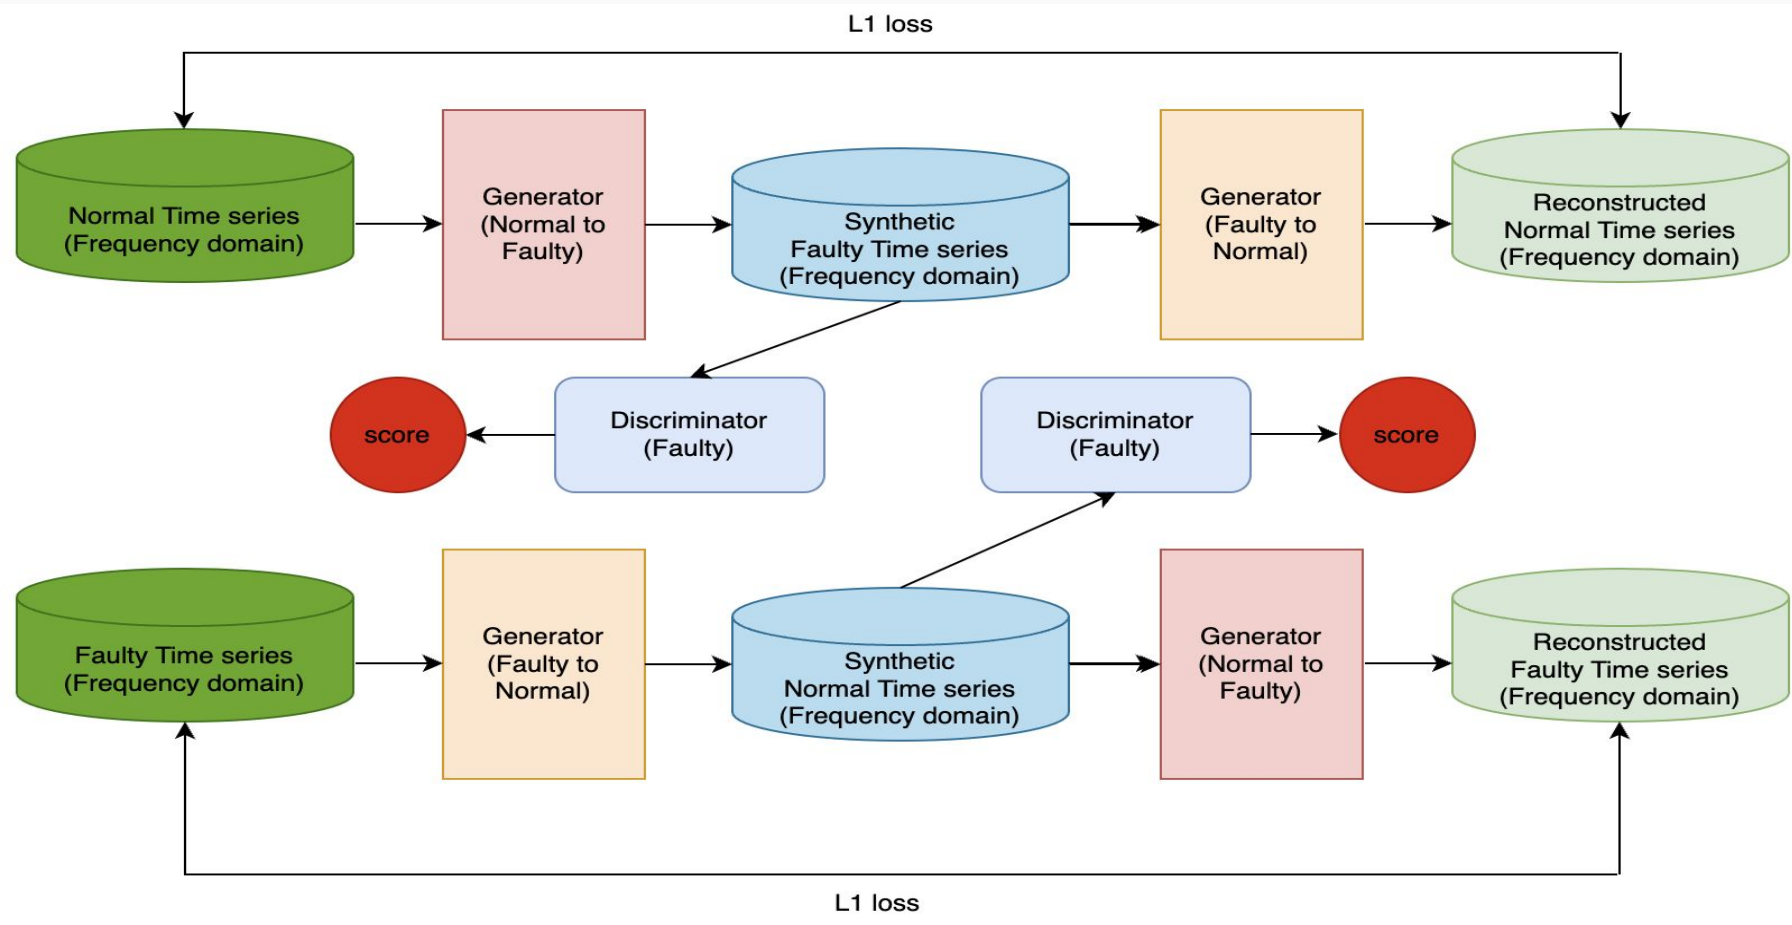 L1 loss
Normal Time series
(Frequency domain)
Generator
(Normal to
Faulty)
Synthetic
Faulty Time series
(Frequency domain)
Generator
(Faulty to
Normal)
Reconstructed
Normal Time series
(Frequency domain)
score
Discriminator
(Faulty)
Discriminator
(Faulty)
score
Faulty Time series
(Frequency domain)
Generator
(Faulty to
Normal)
Synthetic
Normal Time series
(Frequency domain)
Generator
(Normal to
Faulty)
Reconstructed
Faulty Time series
(Frequency domain)
L1 loss